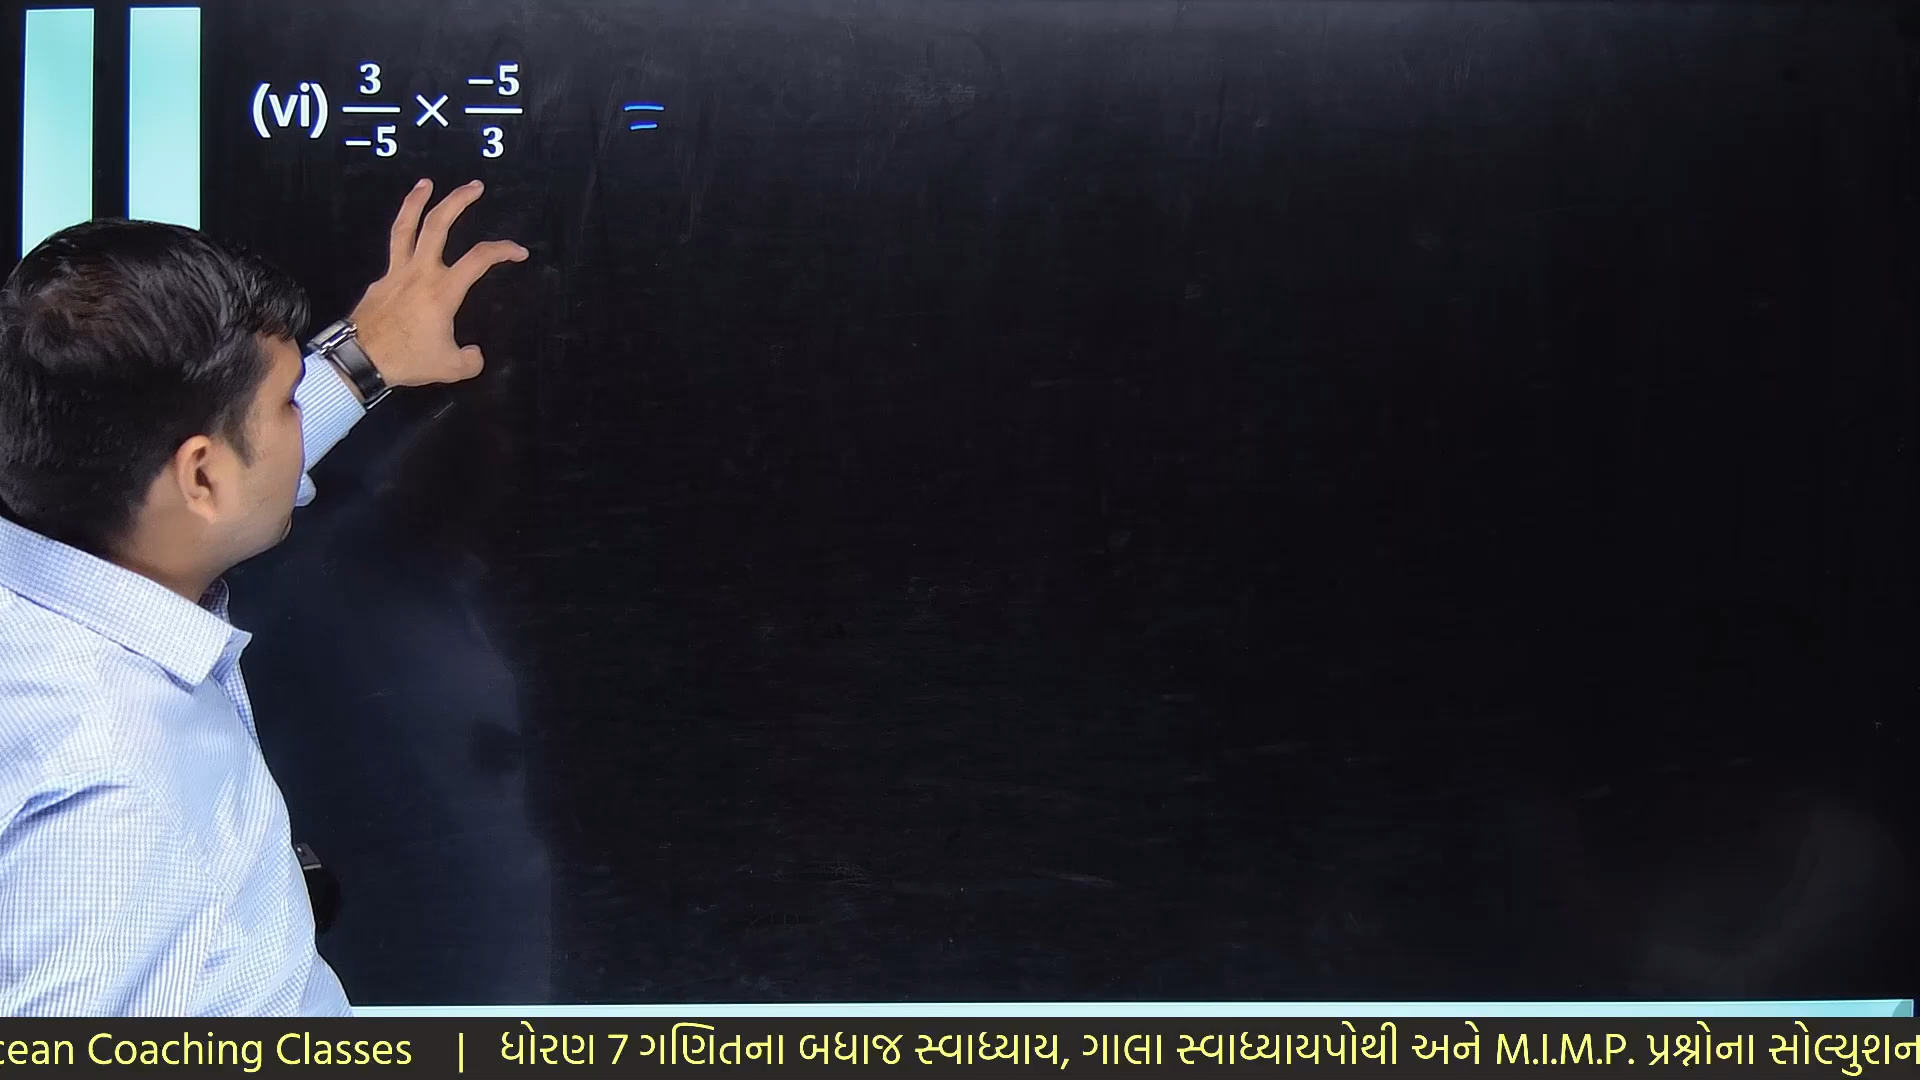 (vi) 3/-5 × -5/3 =
cean Coaching Classes | ધોરણ 7 ગણિતના બધાજ સ્વાધ્યાય, ગાલા સ્વાધ્યાયપોથી અને M.I.M.P. પ્રશ્નોના સોલ્યુશન